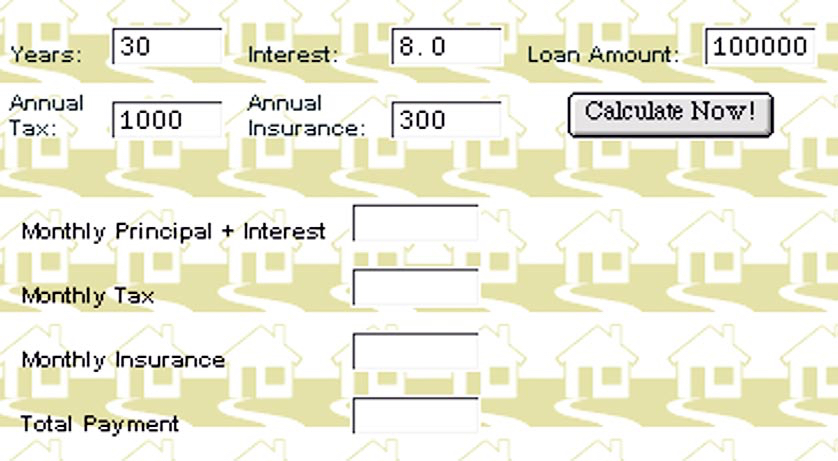 Years: 30 Interest: 8.0 Loan Amount: 100000
Annual Tax: 1000 Annual Insurance: 300 Calculate Now!
Monthly Principal + Interest
Monthly Tax
Monthly Insurance
Total Payment